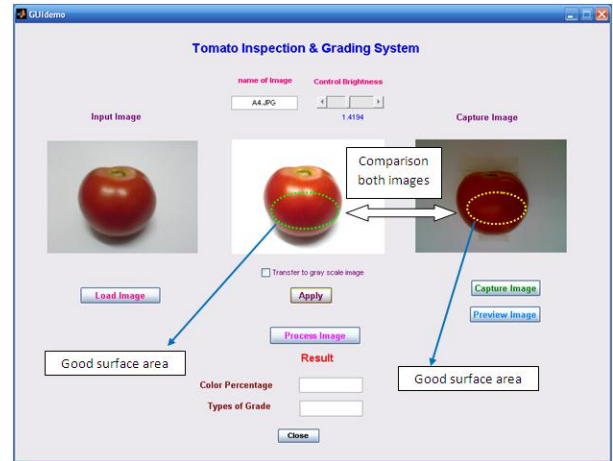 GUIdemo
Tomato Inspection & Grading System
name of Image
Control Brightness
A4.JPG
1.4194
Input Image
Capture Image
Comparison
both images
Transfer to gray scale image
Load Image
Apply
Capture Image
Preview Image
Process Image
Good surface area
Result
Good surface area
Color Percentage
Types of Grade
Close